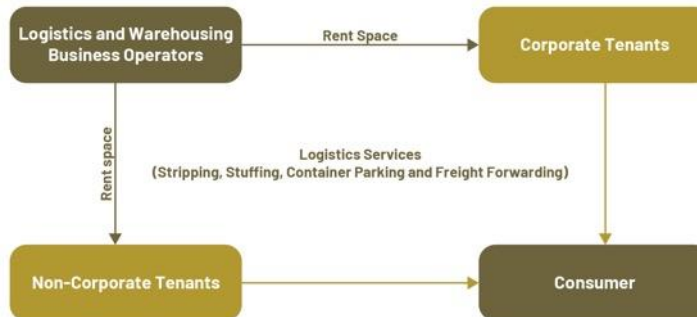 Logistics and Warehousing
Business Operators
Rent Space
Corporate Tenants
Rent space
Logistics Services
(Stripping, Stuffing, Container Parking and Freight Forwarding)
Non-Corporate Tenants
Consumer